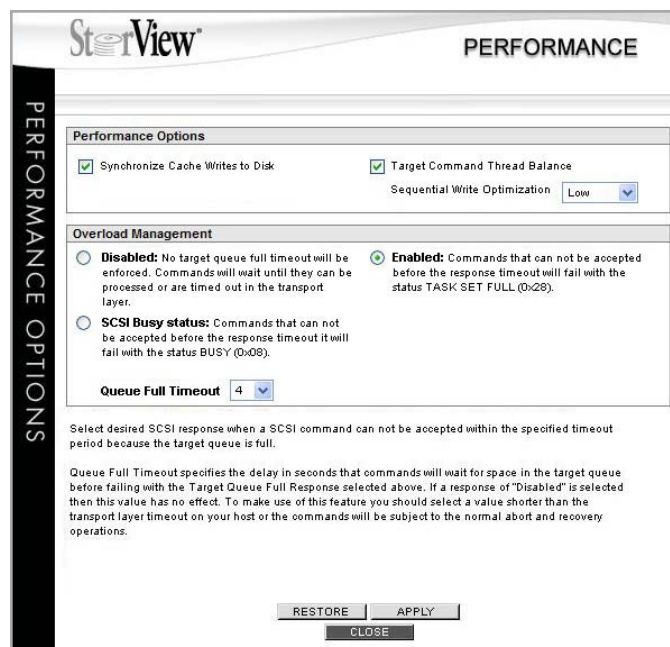 StorView
PERFORMANCE
PERFORMANCE OPTIONS
Performance Options
Synchronize Cache Writes to Disk
Target Command Thread Balance
Sequential Write Optimization Low
Overload Management
Disabled: No target queue full timeout will be
enforced. Commands will wait until they can be
processed or are timed out in the transport
layer.
Enabled: Commands that can not be accepted
before the response timeout will fail with the
status TASK SET FULL (0x28).
SCSI Busy status: Commands that can not
be accepted before the response timeout it will
fail with the status BUSY (0x08).
Queue Full Timeout 4
Select desired SCSI response when a SCSI command can not be accepted within the specified timeout
period because the target queue is full.
Queue Full Timeout specifies the delay in seconds that commands will wait for space in the target queue
before failing with the Target Queue Full Response selected above. If a response of "Disabled" is selected
then this value has no effect. To make use of this feature you should select a value shorter than the
transport layer timeout on your host or the commands will be subject to the normal abort and recovery
operations.
RESTORE APPLY
CLOSE